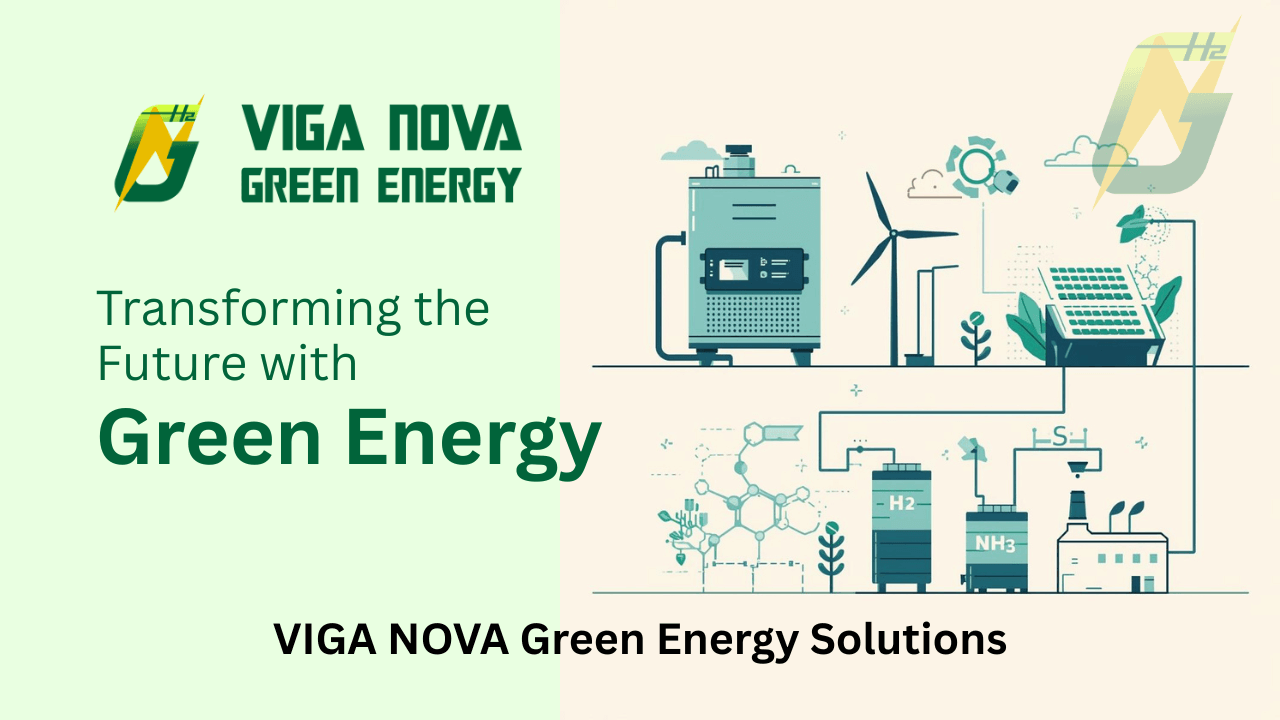 H2
VIGA NOVA
GREEN ENERGY
Transforming the
Future with
Green Energy
H2
S
H2
NH3
VIGA NOVA Green Energy Solutions